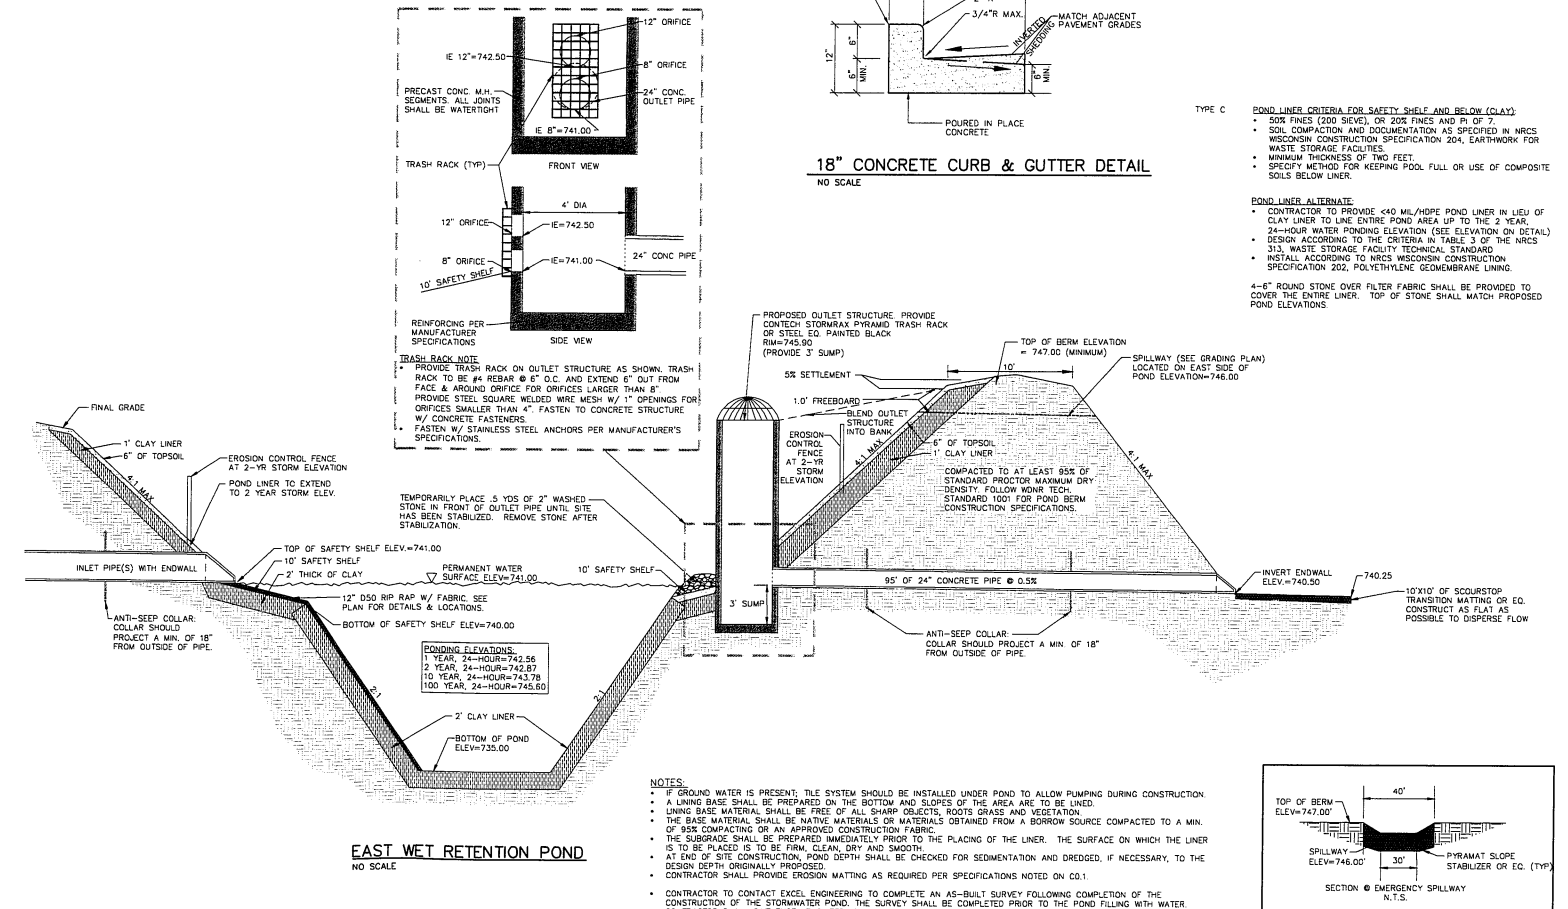 12" ORIFICE
IE 12"=742.50
8" ORIFICE
PRECAST CONC. M.H.
SEGMENTS. ALL JOINTS
SHALL BE WATERTIGHT
24" CONC.
OUTLET PIPE
IE 8"=741.00
FRONT VIEW
TRASH RACK (TYP)
4' DIA
12" ORIFICE
IE=742.50
8" ORIFICE
IE=741.00
24" CONC PIPE
10' SAFETY SHELF
REINFORCING PER
MANUFACTURER
SPECIFICATIONS
SIDE VIEW
TRASH RACK NOTE
• PROVIDE TRASH RACK ON OUTLET STRUCTURE AS SHOWN. TRASH
RACK TO BE #4 REBAR @ 6" O.C. AND EXTEND 6" OUT FROM
FACE & AROUND ORIFICE FOR ORIFICES LARGER THAN 8".
PROVIDE STEEL SQUARE WELDED WIRE MESH W/ 1" OPENINGS FOR
ORIFICES SMALLER THAN 4". FASTEN TO CONCRETE STRUCTURE
W/ CONCRETE FASTENERS.
• FASTEN W/ STAINLESS STEEL ANCHORS PER MANUFACTURER'S
SPECIFICATIONS.
3/4"R MAX.
MATCH ADJACENT
PAVEMENT GRADES
INVERTED
SHEDDING
12"
6"
6"
MIN.
6"
MIN.
POURED IN PLACE
CONCRETE
18" CONCRETE CURB & GUTTER DETAIL
NO SCALE
TYPE C
POND LINER CRITERIA FOR SAFETY SHELF AND BELOW (CLAY):
• 50% FINES (200 SIEVE), OR 20% FINES AND PI OF 7.
• SOIL COMPACTION AND DOCUMENTATION AS SPECIFIED IN NRCS
WISCONSIN CONSTRUCTION SPECIFICATION 204, EARTHWORK FOR
WASTE STORAGE FACILITIES.
• MINIMUM THICKNESS OF TWO FEET.
• SPECIFY METHOD FOR KEEPING POOL FULL OR USE OF COMPOSITE
SOILS BELOW LINER.
POND LINER ALTERNATE:
• CONTRACTOR TO PROVIDE <40 MIL/HDPE POND LINER IN LIEU OF
CLAY LINER TO LINE ENTIRE POND AREA UP TO THE 2 YEAR,
24-HOUR WATER PONDING ELEVATION (SEE ELEVATION ON DETAIL)
• DESIGN ACCORDING TO THE CRITERIA IN TABLE 3 OF THE NRCS
313, WASTE STORAGE FACILITY TECHNICAL STANDARD
• INSTALL ACCORDING TO NRCS WISCONSIN CONSTRUCTION
SPECIFICATION 202, POLYETHYLENE GEOMEMBRANE LINING.
4-6" ROUND STONE OVER FILTER FABRIC SHALL BE PROVIDED TO
COVER THE ENTIRE LINER. TOP OF STONE SHALL MATCH PROPOSED
POND ELEVATIONS.
PROPOSED OUTLET STRUCTURE. PROVIDE
CONTECH STORMRAX PYRAMID TRASH RACK
OR STEEL EQ. PAINTED BLACK
RIM=745.90
(PROVIDE 3' SUMP)
TOP OF BERM ELEVATION
= 747.00 (MINIMUM)
SPILLWAY (SEE GRADING PLAN)
LOCATED ON EAST SIDE OF
POND ELEVATION=746.00
10'
5% SETTLEMENT
1.0' FREEBOARD
BLEND OUTLET
STRUCTURE
INTO BANK
EROSION
CONTROL
FENCE
AT 2-YR
STORM
ELEVATION
4:1 MAX
6" OF TOPSOIL
1' CLAY LINER
COMPACTED TO AT LEAST 95% OF
STANDARD PROCTOR MAXIMUM DRY
DENSITY. FOLLOW WDNR TECH.
STANDARD 1001 FOR POND BERM
CONSTRUCTION SPECIFICATIONS.
4:1 MAX
FINAL GRADE
1' CLAY LINER
6" OF TOPSOIL
4:1 MAX
EROSION CONTROL FENCE
AT 2-YR STORM ELEVATION
POND LINER TO EXTEND
TO 2 YEAR STORM ELEV.
TEMPORARILY PLACE .5 YDS OF 2" WASHED
STONE IN FRONT OF OUTLET PIPE UNTIL SITE
HAS BEEN STABILIZED. REMOVE STONE AFTER
STABILIZATION.
TOP OF SAFETY SHELF ELEV.=741.00
10' SAFETY SHELF
2' THICK OF CLAY
INLET PIPE(S) WITH ENDWALL
PERMANENT WATER
SURFACE ELEV=741.00
10' SAFETY SHELF
12" D50 RIP RAP W/ FABRIC. SEE
PLAN FOR DETAILS & LOCATIONS.
BOTTOM OF SAFETY SHELF ELEV=740.00
3' SUMP
95' OF 24" CONCRETE PIPE @ 0.5%
INVERT ENDWALL
ELEV.=740.50
740.25
10'X10' OF SCOURSTOP
TRANSITION MATTING OR EQ.
CONSTRUCT AS FLAT AS
POSSIBLE TO DISPERSE FLOW
ANTI-SEEP COLLAR:
COLLAR SHOULD
PROJECT A MIN. OF 18"
FROM OUTSIDE OF PIPE.
ANTI-SEEP COLLAR:
COLLAR SHOULD PROJECT A MIN. OF 18"
FROM OUTSIDE OF PIPE.
PONDING ELEVATIONS:
1 YEAR, 24-HOUR=742.56
2 YEAR, 24-HOUR=742.87
10 YEAR, 24-HOUR=743.78
100 YEAR, 24-HOUR=745.60
2:1
2:1
2' CLAY LINER
BOTTOM OF POND
ELEV=735.00
EAST WET RETENTION POND
NO SCALE
NOTES:
• IF GROUND WATER IS PRESENT; TILE SYSTEM SHOULD BE INSTALLED UNDER POND TO ALLOW PUMPING DURING CONSTRUCTION.
• A LINING BASE SHALL BE PREPARED ON THE BOTTOM AND SLOPES OF THE AREA ARE TO BE LINED.
• LINING BASE MATERIAL SHALL BE FREE OF ALL SHARP OBJECTS, ROOTS GRASS AND VEGETATION.
• THE BASE MATERIAL SHALL BE NATIVE MATERIALS OR MATERIALS OBTAINED FROM A BORROW SOURCE COMPACTED TO A MIN.
OF 95% COMPACTING OR AN APPROVED CONSTRUCTION FABRIC.
• THE SUBGRADE SHALL BE PREPARED IMMEDIATELY PRIOR TO THE PLACING OF THE LINER. THE SURFACE ON WHICH THE LINER
IS TO BE PLACED IS TO BE FIRM, CLEAN, DRY AND SMOOTH.
• AT END OF SITE CONSTRUCTION, POND DEPTH SHALL BE CHECKED FOR SEDIMENTATION AND DREDGED, IF NECESSARY, TO THE
DESIGN DEPTH ORIGINALLY PROPOSED.
• CONTRACTOR SHALL PROVIDE EROSION MATTING AS REQUIRED PER SPECIFICATIONS NOTED ON C0.1.
• CONTRACTOR TO CONTACT EXCEL ENGINEERING TO COMPLETE AN AS-BUILT SURVEY FOLLOWING COMPLETION OF THE
CONSTRUCTION OF THE STORMWATER POND. THE SURVEY SHALL BE COMPLETED PRIOR TO THE POND FILLING WITH WATER.
40'
TOP OF BERM
ELEV=747.00'
SPILLWAY
ELEV=746.00'
30'
PYRAMAT SLOPE
STABILIZER OR EQ. (TYP)
SECTION @ EMERGENCY SPILLWAY
N.T.S.